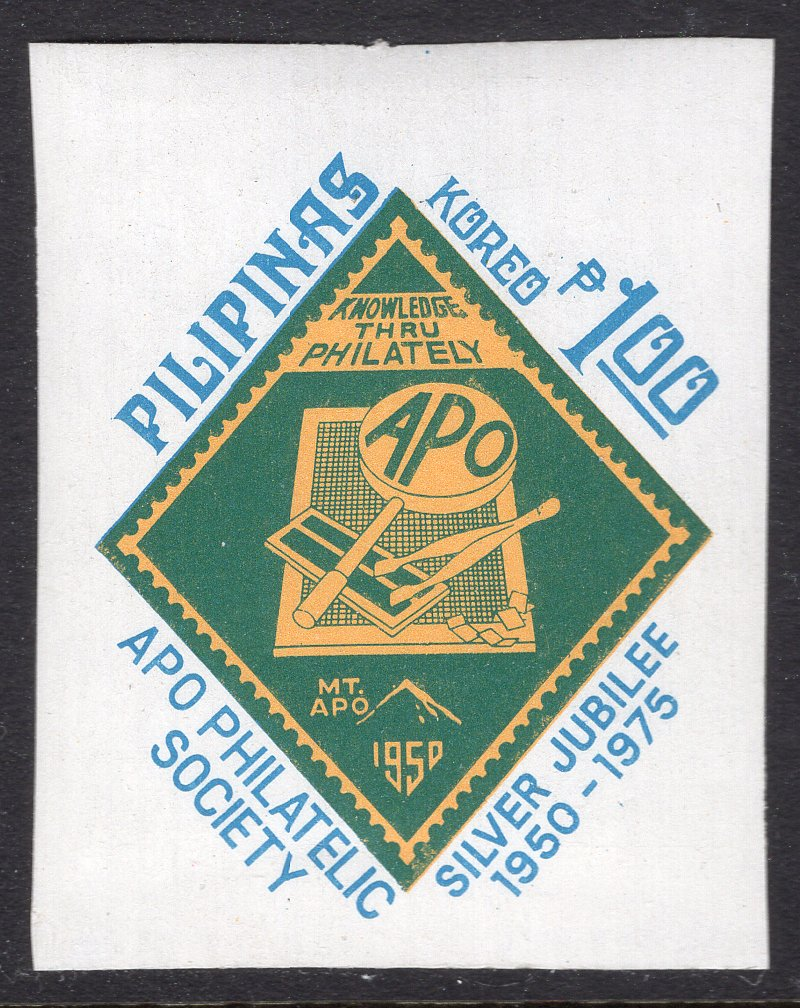 PILIPINAS
KOREO ₱1.00
KNOWLEDGE
THRU
PHILATELY
APO
MT.
APO
1950
APO PHILATELIC
SOCIETY
SILVER JUBILEE
1950-1975